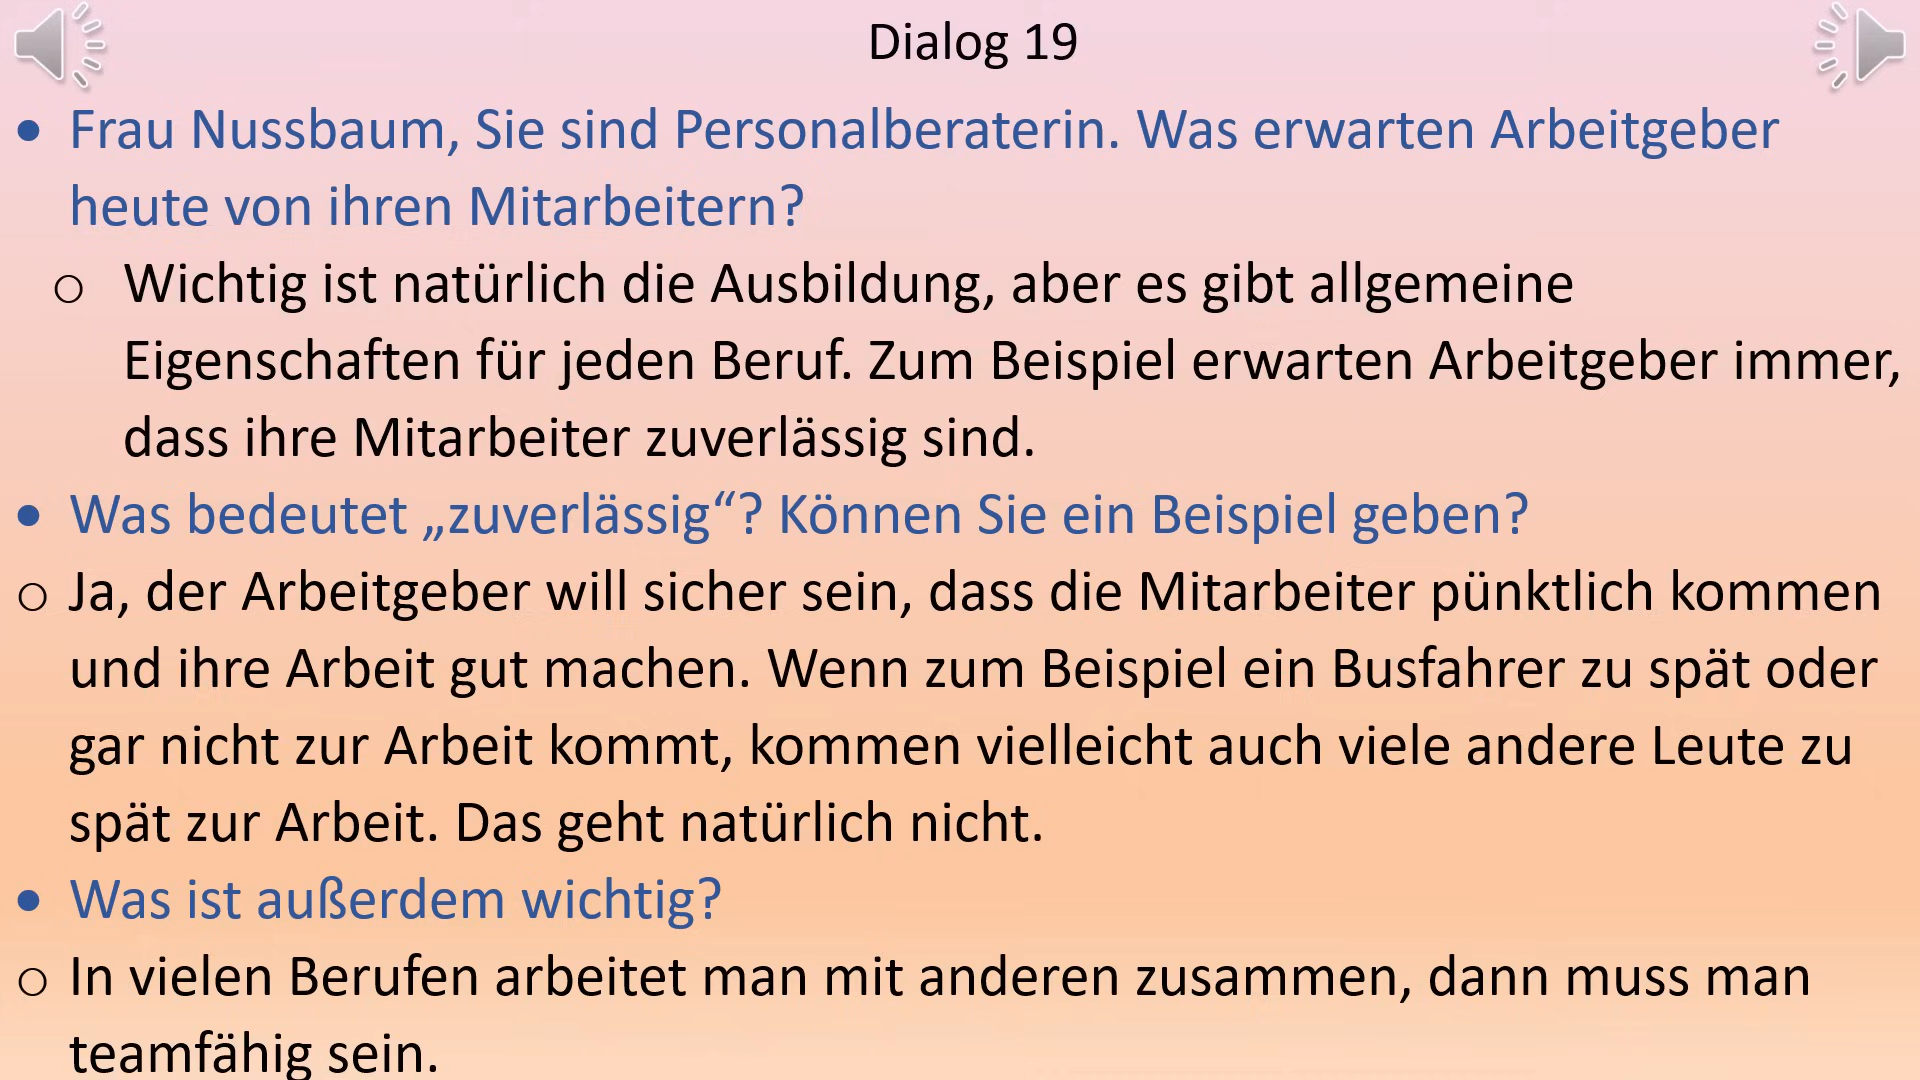 Dialog 19
• Frau Nussbaum, Sie sind Personalberaterin. Was erwarten Arbeitgeber
heute von ihren Mitarbeitern?
o Wichtig ist natürlich die Ausbildung, aber es gibt allgemeine
Eigenschaften für jeden Beruf. Zum Beispiel erwarten Arbeitgeber immer,
dass ihre Mitarbeiter zuverlässig sind.
• Was bedeutet „zuverlässig“? Können Sie ein Beispiel geben?
o Ja, der Arbeitgeber will sicher sein, dass die Mitarbeiter pünktlich kommen
und ihre Arbeit gut machen. Wenn zum Beispiel ein Busfahrer zu spät oder
gar nicht zur Arbeit kommt, kommen vielleicht auch viele andere Leute zu
spät zur Arbeit. Das geht natürlich nicht.
• Was ist außerdem wichtig?
o In vielen Berufen arbeitet man mit anderen zusammen, dann muss man
teamfähig sein.